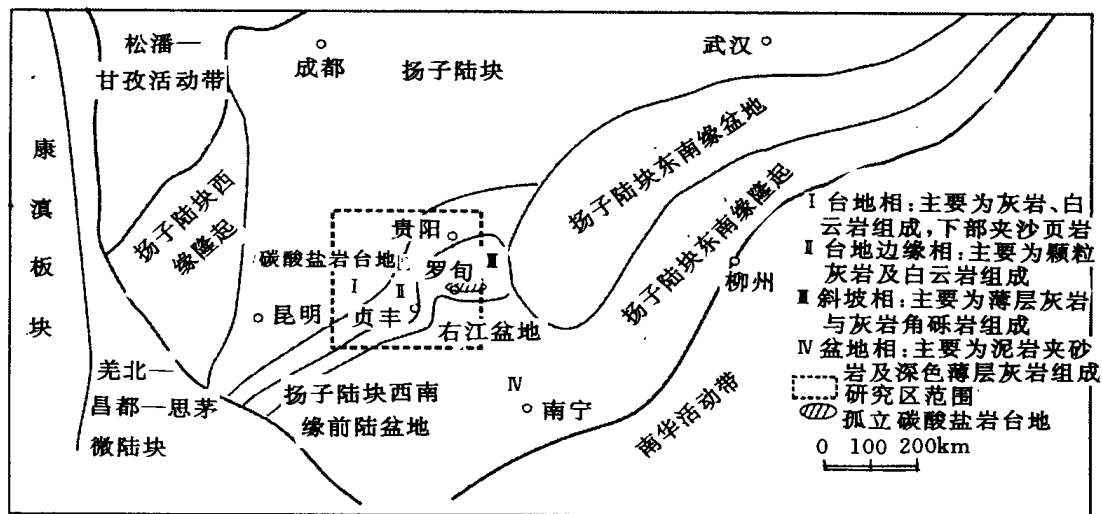 松潘—
甘孜活动带
成都
扬子陆块
武汉
康滇板块
扬子陆块西
缘隆起
扬子陆块东南缘盆地
扬子陆块东南缘隆起
贵阳
碳酸盐岩台地
罗甸
Ⅲ
Ⅰ
Ⅱ
昆明
贞丰
右江盆地
柳州
羌北—
昌都—思茅
微陆块
扬子陆块西南
缘前陆盆地
Ⅳ
南宁
南华活动带
Ⅰ 台地相:主要为灰岩、白
云岩组成,下部夹沙页岩
Ⅱ 台地边缘相:主要为颗粒
灰岩及白云岩组成
Ⅲ 斜坡相:主要为薄层灰岩
与灰岩角砾岩组成
Ⅳ 盆地相:主要为泥岩夹砂
岩及深色薄层灰岩组成
研究区范围
孤立碳酸盐岩台地
0 100 200km